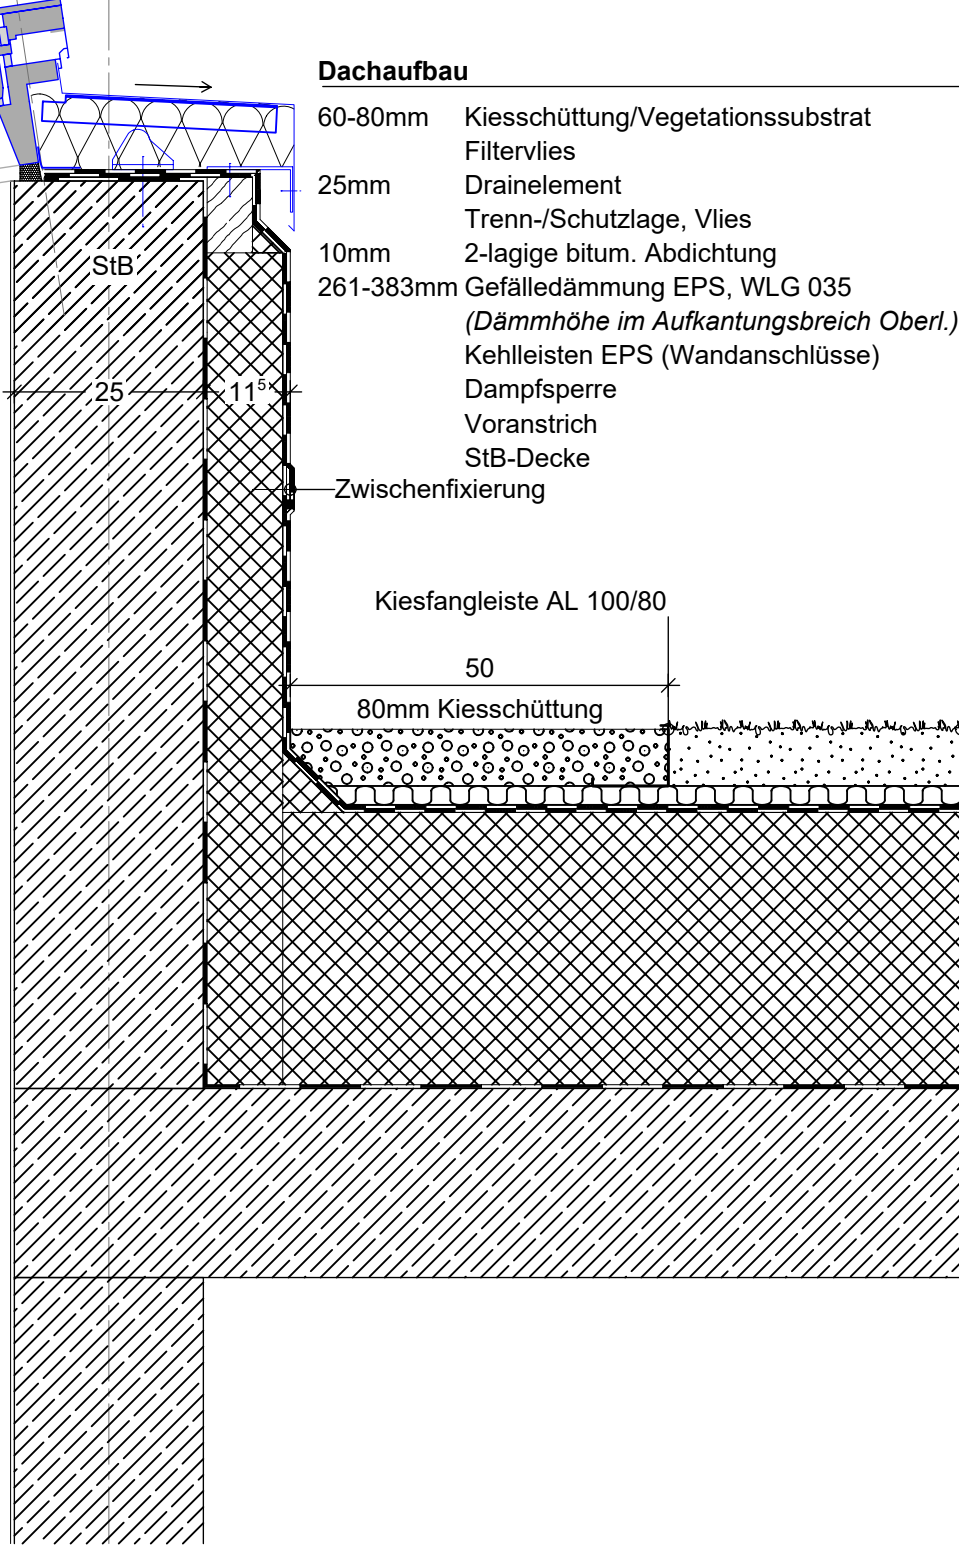 Dachaufbau
60-80mm Kiesschüttung/Vegetationssubstrat
Filtervlies
25mm Drainelement
Trenn-/Schutzlage, Vlies
10mm 2-lagige bitum. Abdichtung
261-383mm Gefälledämmung EPS, WLG 035
(Dämmhöhe im Aufkantungsbreich Oberl.)
Kehlleisten EPS (Wandanschlüsse)
Dampfsperre
Voranstrich
StB-Decke
StB
25 11⁵
Zwischenfixierung
Kiesfangleiste AL 100/80
50
80mm Kiesschüttung